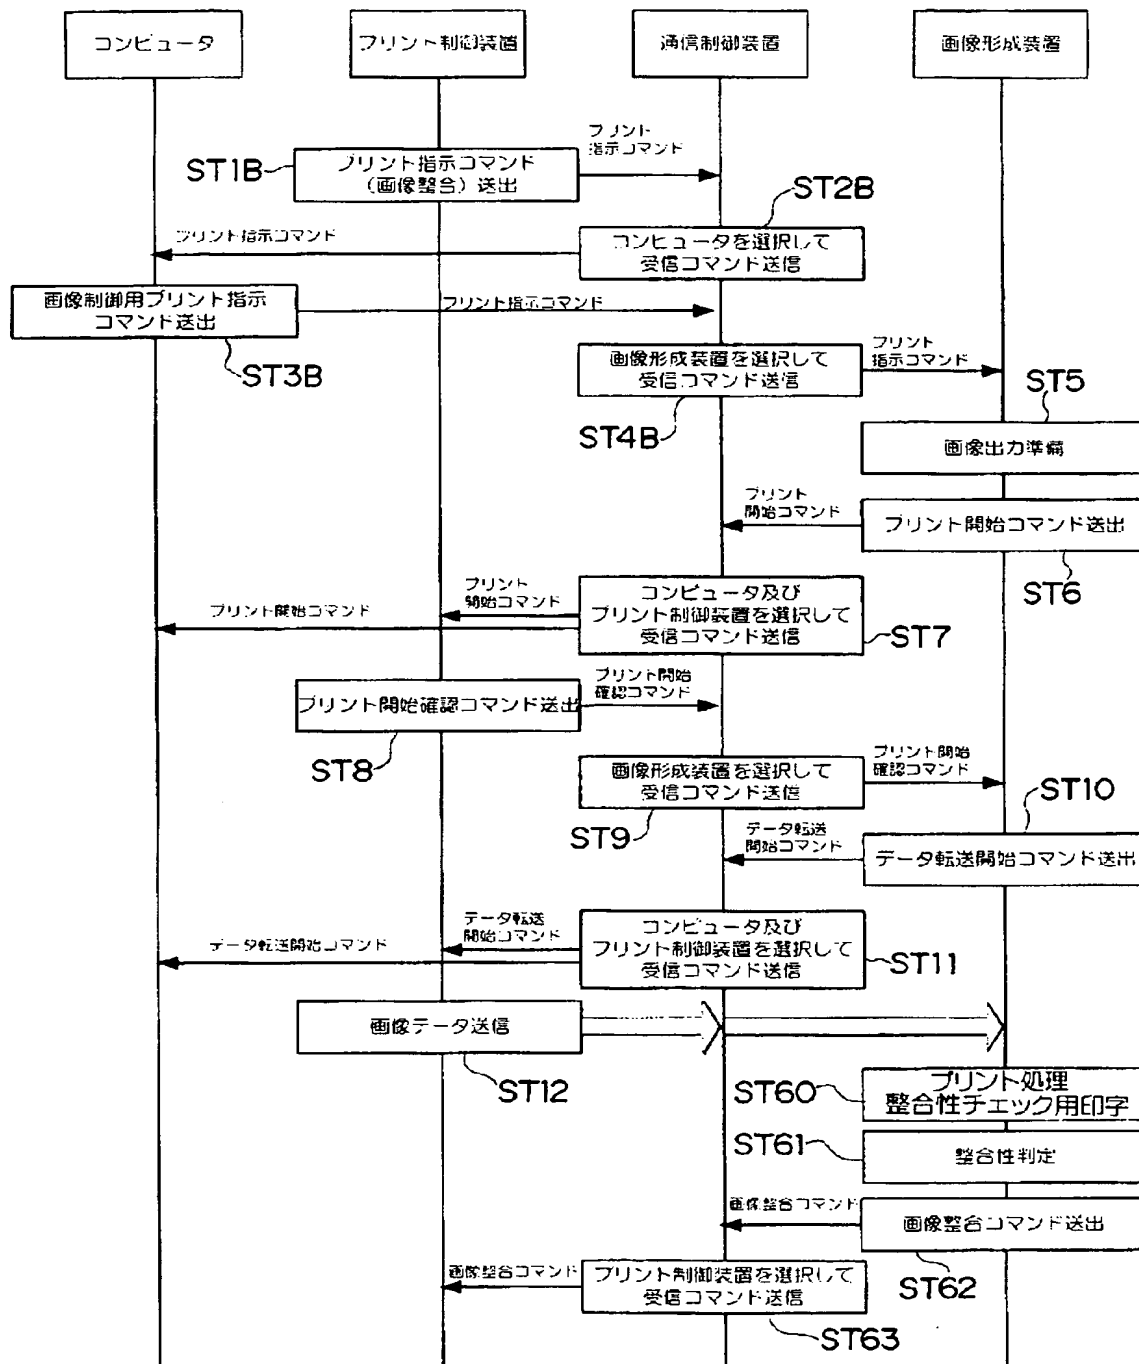 コンピュータ
プリント制御装置
通信制御装置
画像形成装置
プリント
指示コマンド
ST1B
プリント指示コマンド
(画像整合)送出
ST2B
プリント指示コマンド
コンピュータを選択して
受信コマンド送信
画像制御用プリント指示
コマンド送出
プリント指示コマンド
ST3B
画像形成装置を選択して
受信コマンド送信
プリント
指示コマンド
ST4B
ST5
画像出力準備
プリント
開始コマンド
プリント開始コマンド送出
ST6
プリント開始コマンド
プリント
開始コマンド
コンピュータ及び
プリント制御装置を選択して
受信コマンド送信
ST7
プリント開始確認コマンド送出
プリント開始
確認コマンド
ST8
画像形成装置を選択して
受信コマンド送信
プリント開始
確認コマンド
ST9
ST10
データ転送
開始コマンド
データ転送開始コマンド送出
データ転送開始コマンド
データ転送
開始コマンド
コンピュータ及び
プリント制御装置を選択して
受信コマンド送信
ST11
画像データ送信
ST12
ST60
プリント処理
整合性チェック用印字
ST61
整合性判定
画像整合コマンド
画像整合コマンド送出
ST62
画像整合コマンド
プリント制御装置を選択して
受信コマンド送信
ST63